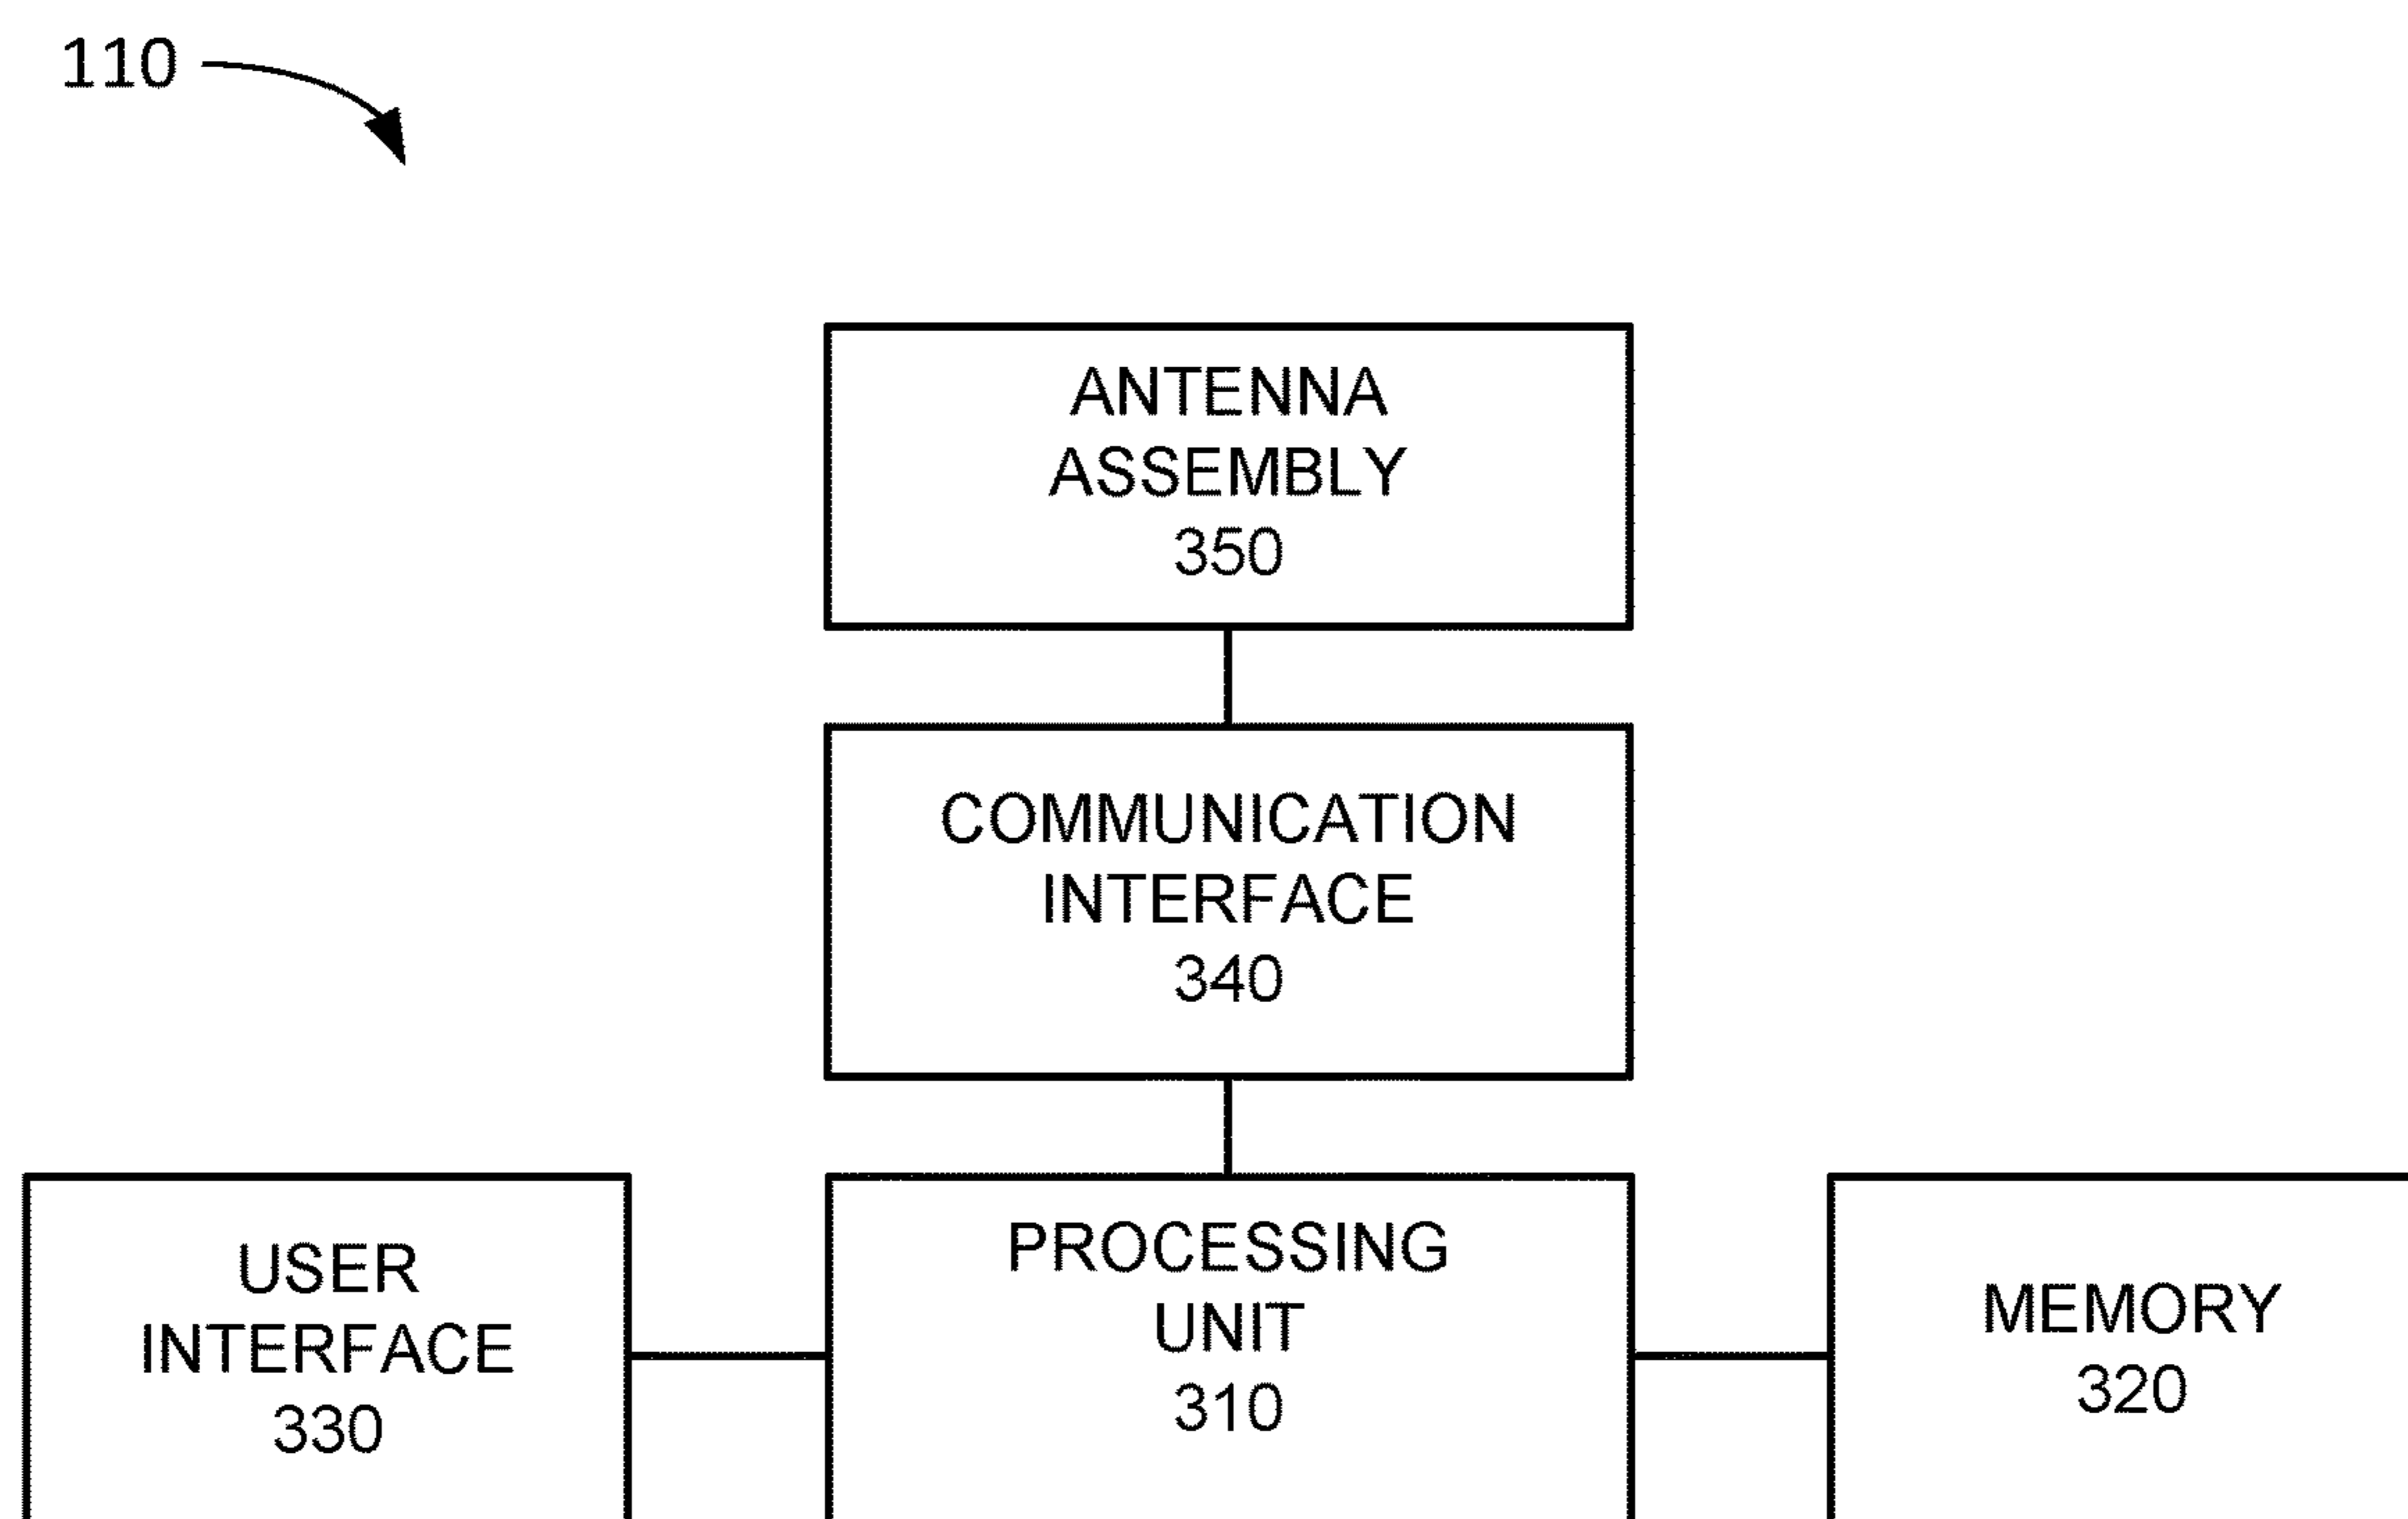 110
ANTENNA
ASSEMBLY
350
COMMUNICATION
INTERFACE
340
USER
INTERFACE
330
PROCESSING
UNIT
310
MEMORY
320